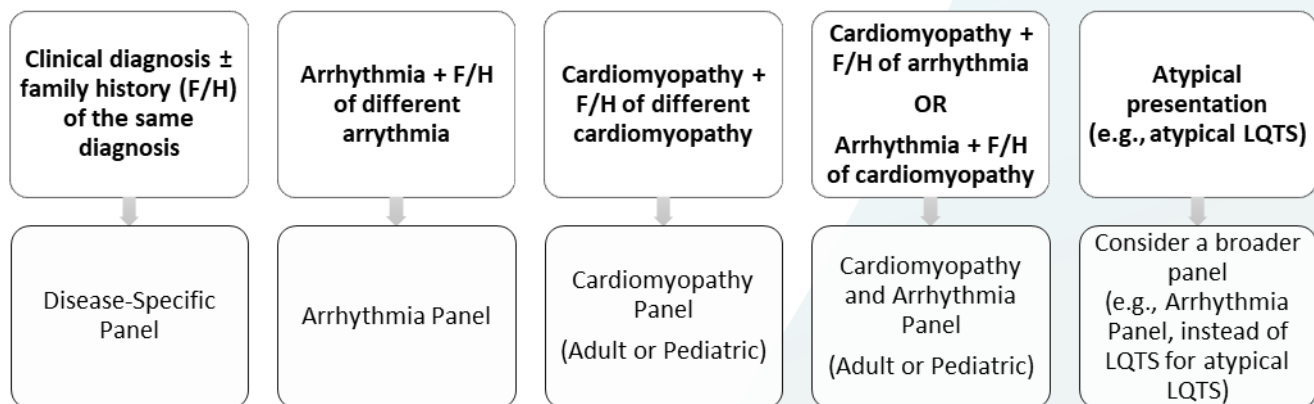 Clinical diagnosis ±
family history (F/H)
of the same
diagnosis
Arrhythmia + F/H
of different
arrythmia
Cardiomyopathy +
F/H of different
cardiomyopathy
Cardiomyopathy +
F/H of arrhythmia
OR
Arrhythmia + F/H
of cardiomyopathy
Atypical
presentation
(e.g., atypical LQTS)
Disease-Specific
Panel
Arrhythmia Panel
Cardiomyopathy
Panel
(Adult or Pediatric)
Cardiomyopathy
and Arrhythmia
Panel
(Adult or Pediatric)
Consider a broader
panel
(e.g., Arrhythmia
Panel, instead of
LQTS for atypical
LQTS)